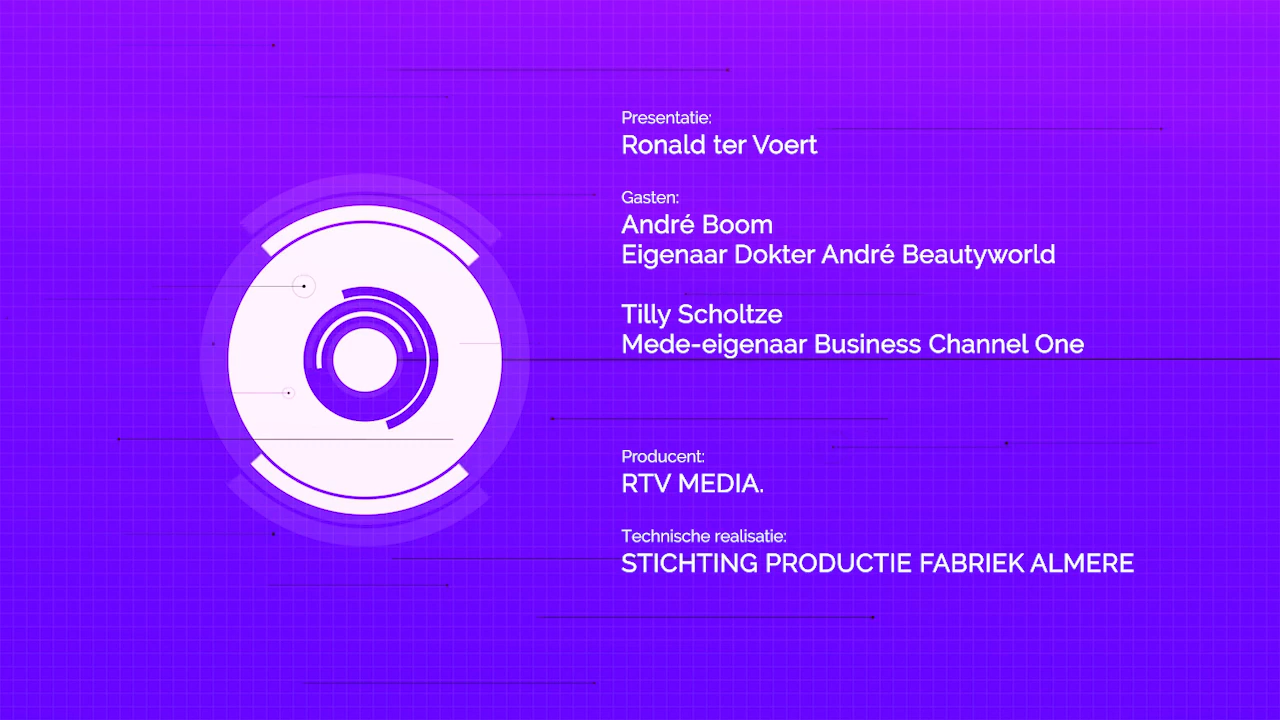 Presentatie:
Ronald ter Voert
Gasten:
André Boom
Eigenaar Dokter André Beautyworld
Tilly Scholtze
Mede-eigenaar Business Channel One
Producent:
RTV MEDIA.
Technische realisatie:
STICHTING PRODUCTIE FABRIEK ALMERE